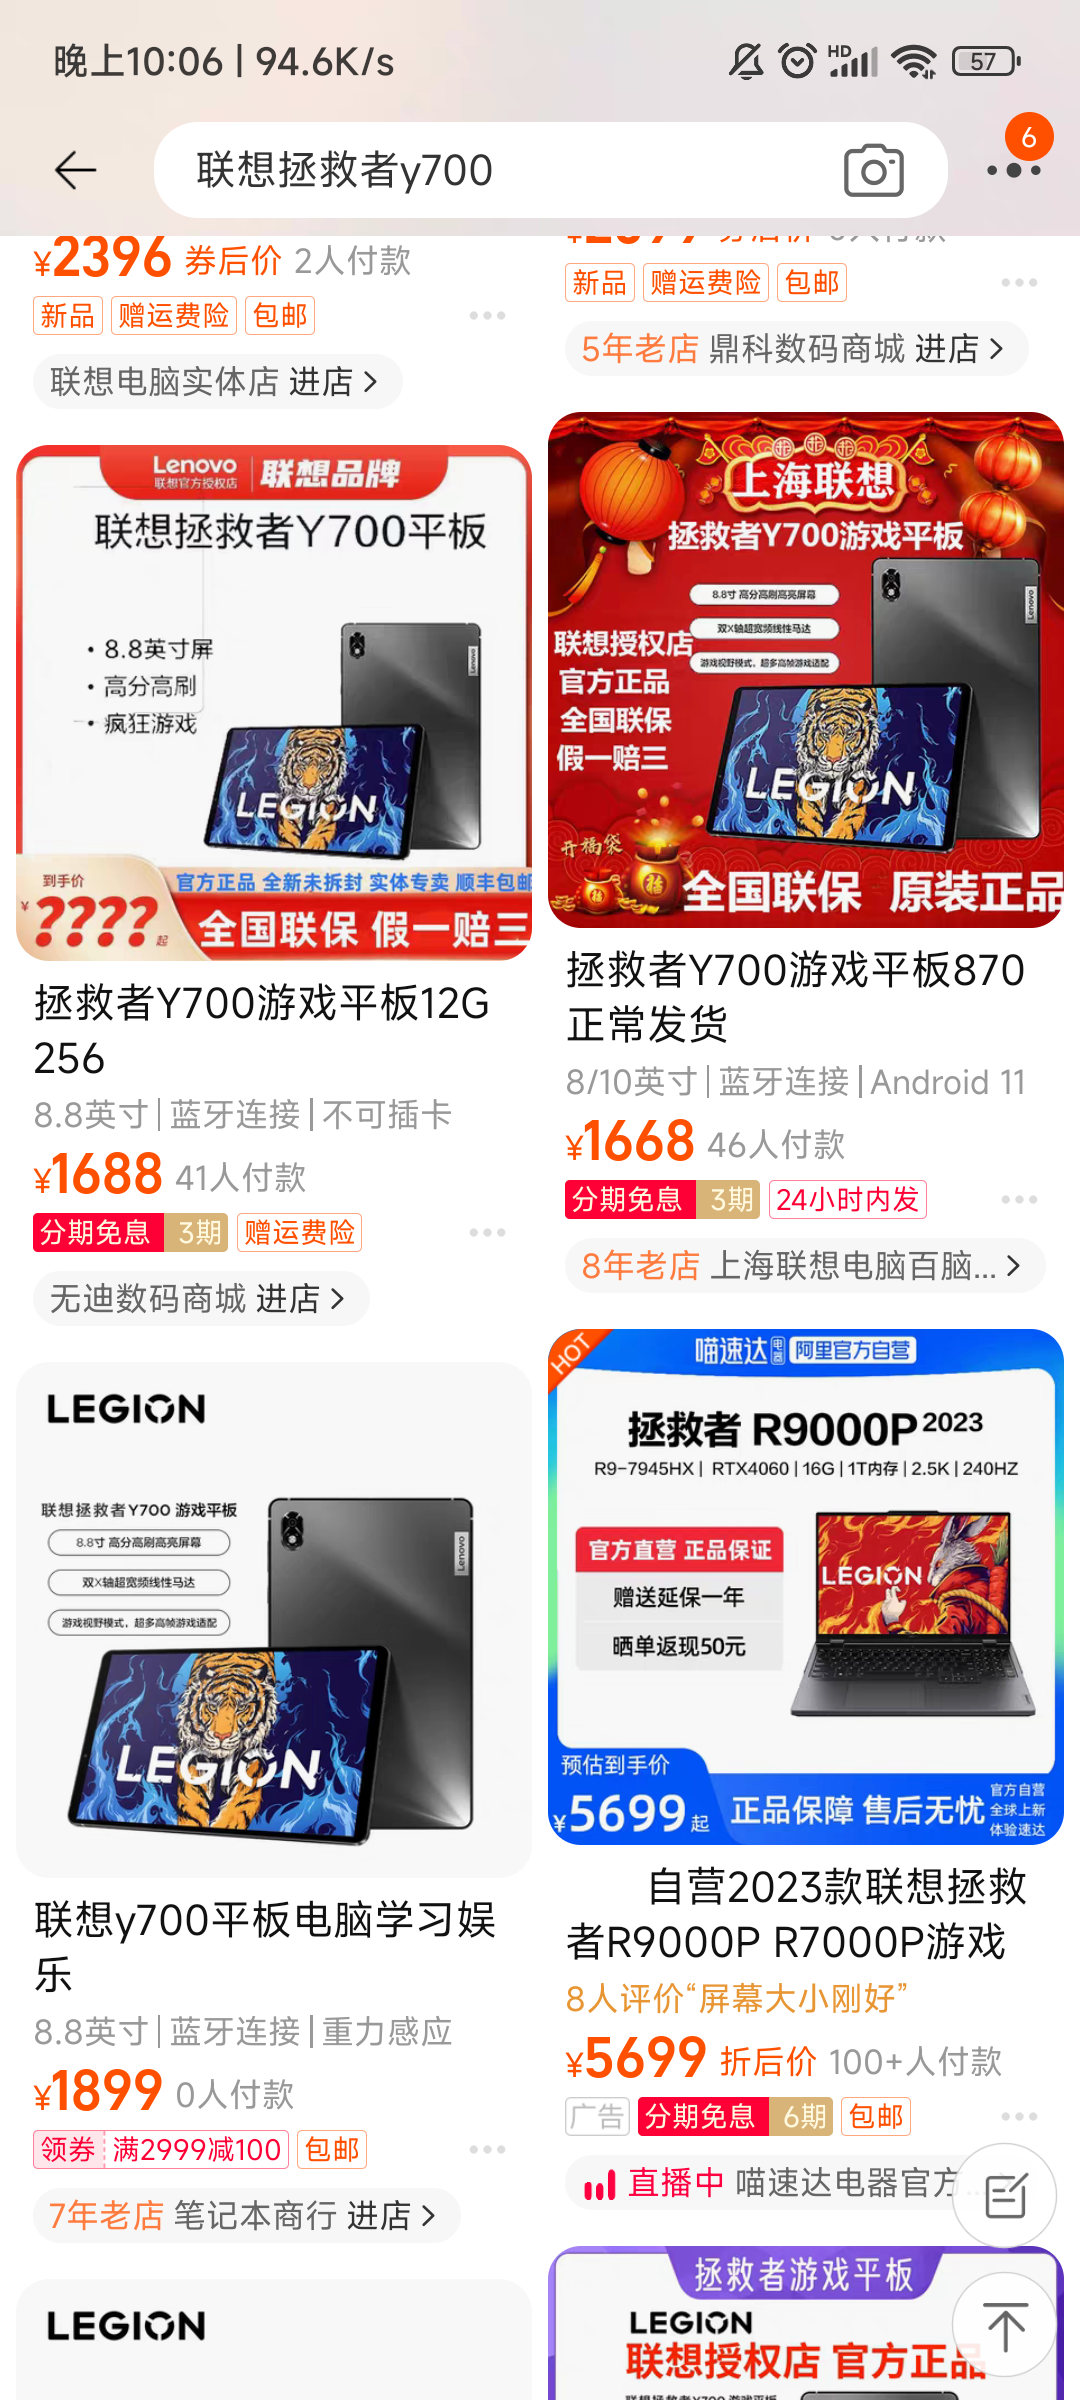 晚上10:06 | 94.6K/s
HD
57
联想拯救者y700
6
¥2396 券后价 2人付款
新品 赠运费险 包邮
联想电脑实体店 进店
新品 赠运费险 包邮
5年老店 鼎科数码商城 进店
Lenovo
联想官方授权店
联想品牌
联想拯救者Y700平板
· 8.8英寸屏
· 高分高刷
· 疯狂游戏
Lenovo
LEGION
到手价
¥????起
官方正品 全新未拆封 实体专卖 顺丰包邮
全国联保 假一赔三
拯救者Y700游戏平板12G
256
8.8英寸|蓝牙连接|不可插卡
¥1688 41人付款
分期免息 3期 赠运费险
无迪数码商城 进店
上海联想
拯救者Y700游戏平板
8.8寸 高分高刷高亮屏幕
双X轴超宽频线性马达
游戏视野模式，超多高帧游戏适配
联想授权店
官方正品
全国联保
假一赔三
Lenovo
LEGION
开福袋
福
福
全国联保 原装正品
拯救者Y700游戏平板870
正常发货
8/10英寸|蓝牙连接|Android 11
¥1668 46人付款
分期免息 3期 24小时内发
8年老店 上海联想电脑百脑...
LEGION
联想拯救者Y700 游戏平板
8.8寸 高分高刷高亮屏幕
双X轴超宽频线性马达
游戏视野模式，超多高帧游戏适配
Lenovo
LEGION
联想y700平板电脑学习娱
乐
8.8英寸|蓝牙连接|重力感应
¥1899 0人付款
领券 满2999减100 包邮
7年老店 笔记本商行 进店
HOT
喵速达电器 阿里官方自营
拯救者 R9000P 2023
R9-7945HX | RTX4060 | 16G | 1T内存 | 2.5K | 240HZ
官方直营 正品保证
赠送延保一年
晒单返现50元
LEGION
预估到手价
¥5699起
正品保障 售后无忧
官方自营
全球上新
体验速达
自营2023款联想拯救
者R9000P R7000P游戏
8人评价“屏幕大小刚好”
¥5699 折后价 100+人付款
广告 分期免息 6期 包邮
直播中 喵速达电器官方...
LEGION
拯救者游戏平板
LEGION
联想授权店 官方正品